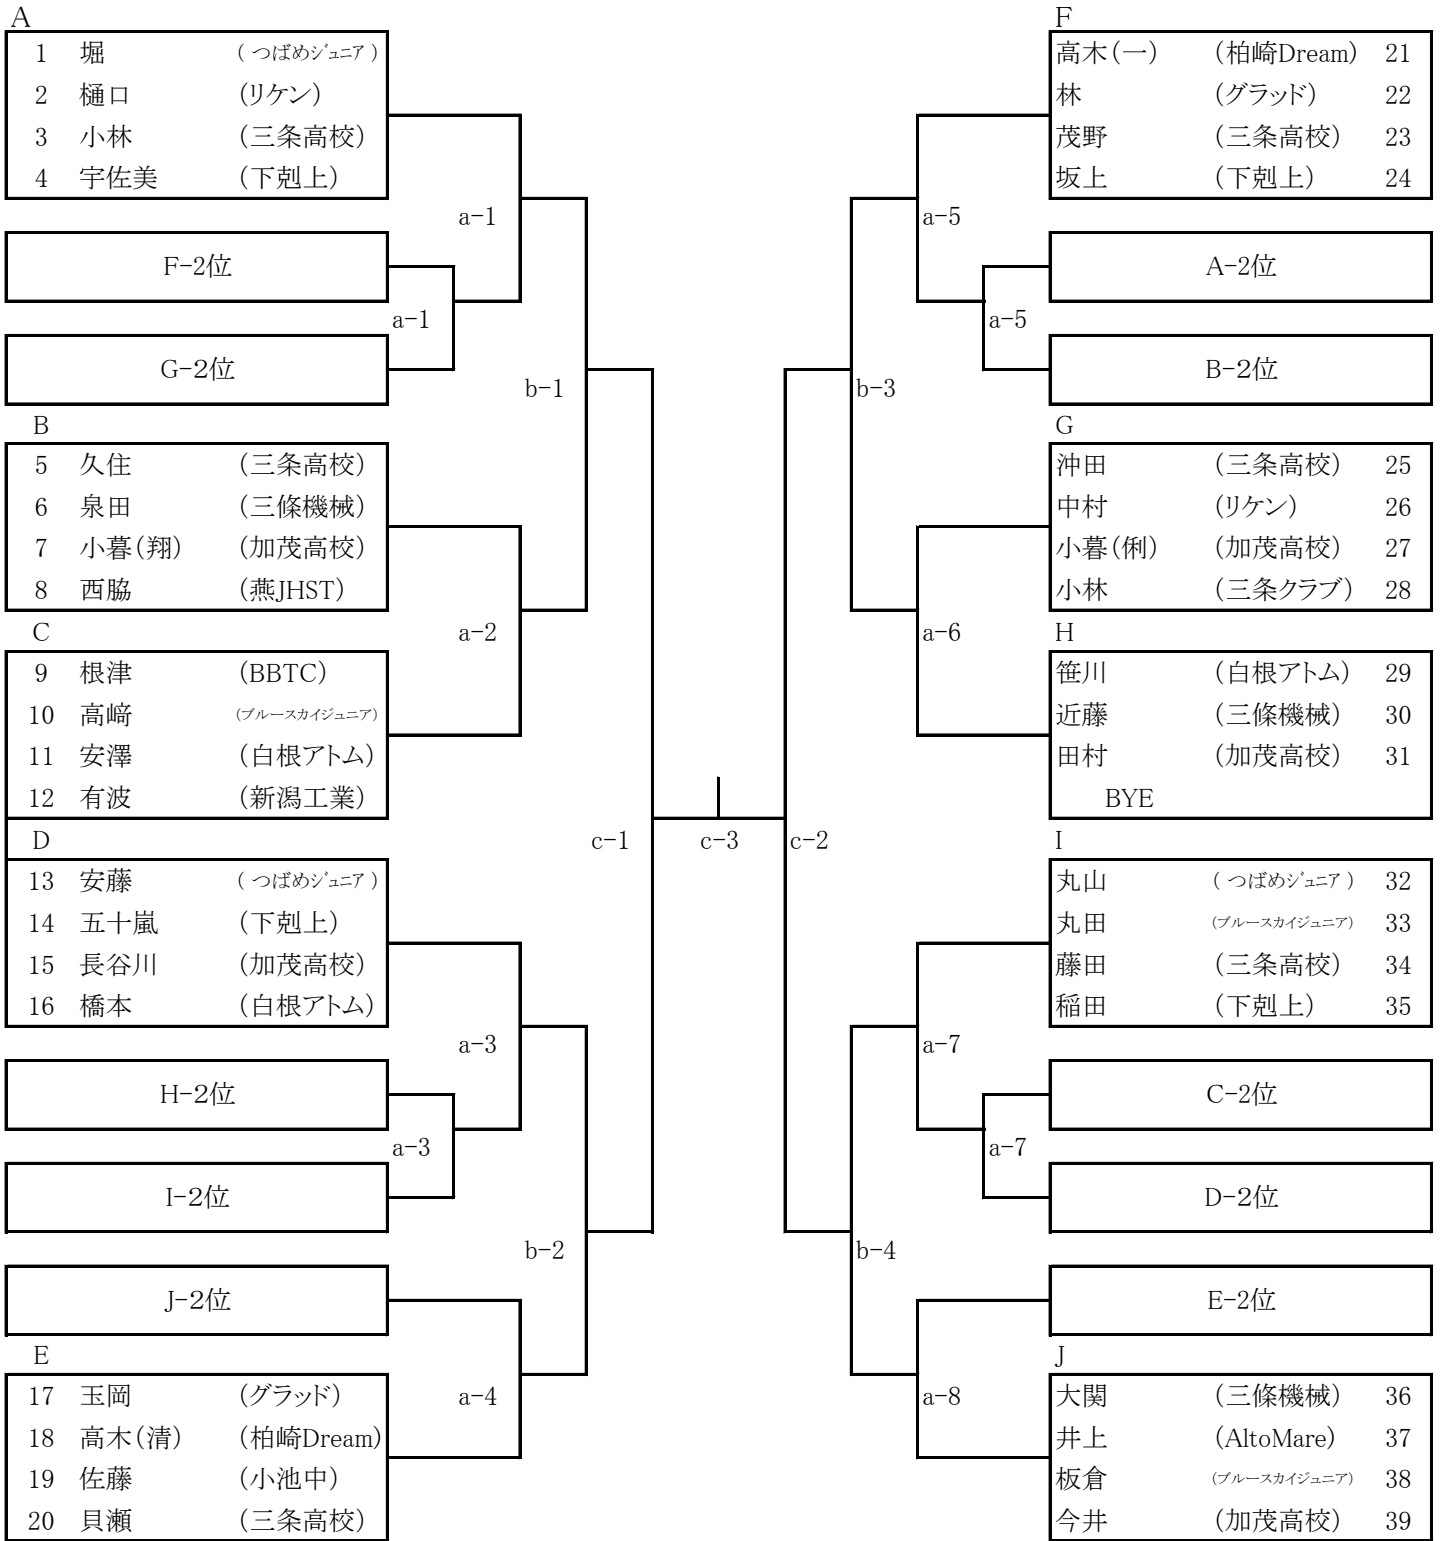 A
1 堀 (つばめジュニア)
2 樋口 (リケン)
3 小林 (三条高校)
4 宇佐美 (下剋上)
a-1
F-2位
a-1
G-2位
b-1
B
5 久住 (三条高校)
6 泉田 (三條機械)
7 小暮(翔) (加茂高校)
8 西脇 (燕JHST)
C
a-2
9 根津 (BBTC)
10 高﨑 (ブルースカイジュニア)
11 安澤 (白根アトム)
12 有波 (新潟工業)
D
c-1
c-3
c-2
13 安藤 (つばめジュニア)
14 五十嵐 (下剋上)
15 長谷川 (加茂高校)
16 橋本 (白根アトム)
a-3
H-2位
a-3
I-2位
b-2
J-2位
E
17 玉岡 (グラッド)
a-4
18 高木(清) (柏崎Dream)
19 佐藤 (小池中)
20 貝瀬 (三条高校)
F
高木(一) (柏崎Dream) 21
林 (グラッド) 22
茂野 (三条高校) 23
坂上 (下剋上) 24
a-5
A-2位
a-5
B-2位
b-3
G
沖田 (三条高校) 25
中村 (リケン) 26
小暮(俐) (加茂高校) 27
小林 (三条クラブ) 28
a-6
H
笹川 (白根アトム) 29
近藤 (三條機械) 30
田村 (加茂高校) 31
BYE
I
丸山 (つばめジュニア) 32
丸田 (ブルースカイジュニア) 33
藤田 (三条高校) 34
稲田 (下剋上) 35
a-7
C-2位
a-7
D-2位
b-4
E-2位
J
大関 (三條機械) 36
a-8
井上 (AltoMare) 37
板倉 (ブルースカイジュニア) 38
今井 (加茂高校) 39